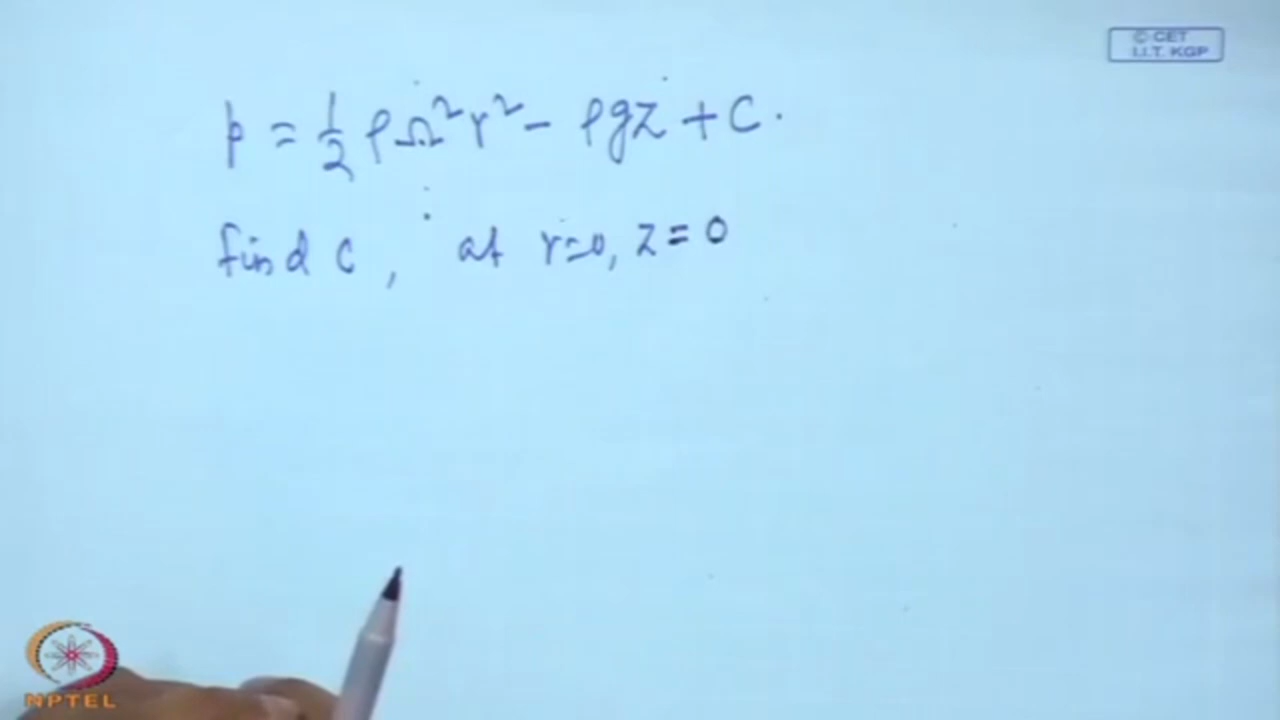 © CET
I.I.T. KGP
p = 1/2 ρΩ²r² - ρgz + C.
find C, at r=0, z=0
NPTEL